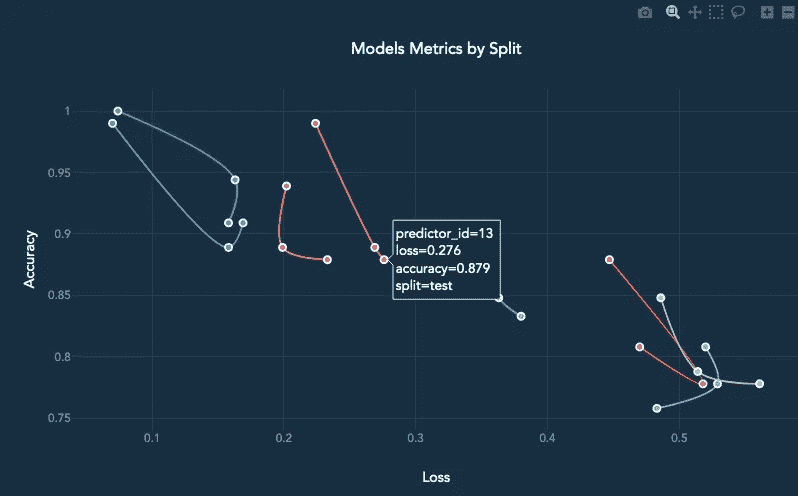 Models Metrics by Split
Accuracy
1
0.95
0.9
0.85
0.8
0.75
predictor_id=13
loss=0.276
accuracy=0.879
split=test
0.1
0.2
0.3
0.4
0.5
Loss